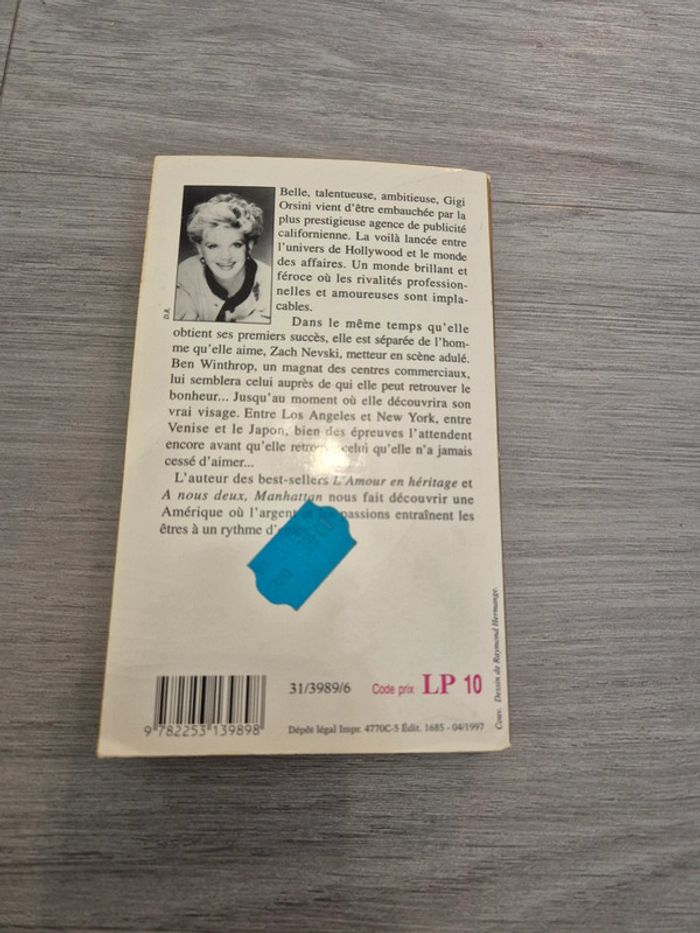 Belle, talentueuse, ambitieuse, Gigi
Orsini vient d'être embauchée par la
plus prestigieuse agence de publicité
californienne. La voilà lancée entre
l'univers de Hollywood et le monde
des affaires. Un monde brillant et
féroce où les rivalités profession-
nelles et amoureuses sont impla-
cables.
D.R.
Dans le même temps qu'elle
obtient ses premiers succès, elle est séparée de l'hom-
me qu'elle aime, Zach Nevski, metteur en scène adulé.
Ben Winthrop, un magnat des centres commerciaux,
lui semblera celui auprès de qui elle peut retrouver le
bonheur... Jusqu'au moment où elle découvrira son
vrai visage. Entre Los Angeles et New York, entre
Venise et le Japon, bien des épreuves l'attendent
encore avant qu'elle retrouve celui qu'elle n'a jamais
cessé d'aimer...
L'auteur des best-sellers L'Amour en héritage et
A nous deux, Manhattan nous fait découvrir une
Amérique où l'argent passions entraînent les
êtres à un rythme
31/3989/6
Code prix LP 10
9 782253 139898
Dépôt légal Impr. 4770C-5 Édit. 1685 - 04/1997
Couv. Dessin de Raymond Hermange.